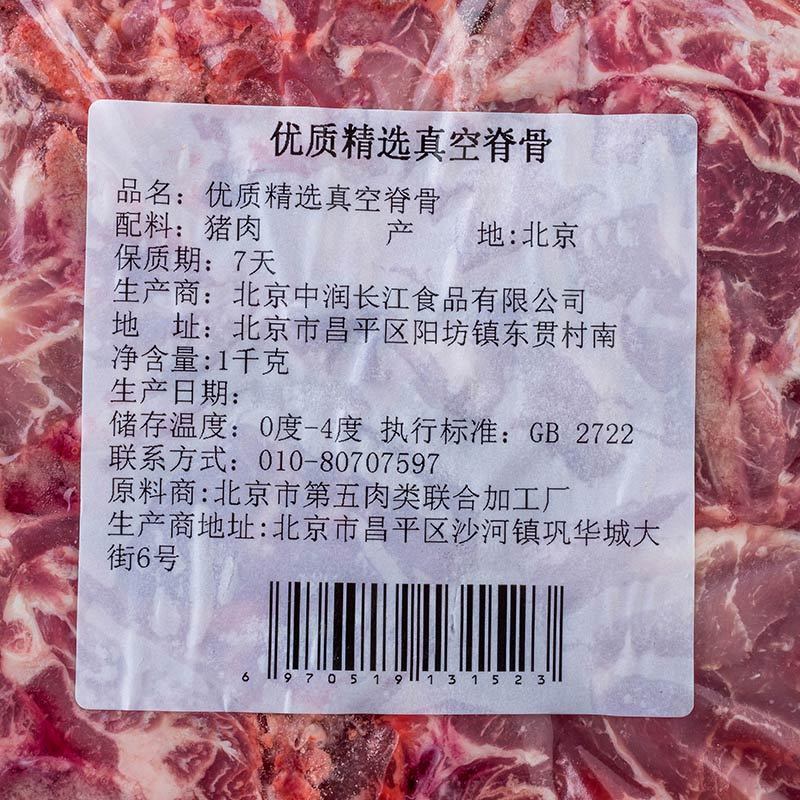 优质精选真空脊骨
品名：优质精选真空脊骨
配料：猪肉 产 地:北京
保质期：7天
生产商：北京中润长江食品有限公司
地 址：北京市昌平区阳坊镇东贯村南
净含量:1千克
生产日期：
储存温度：0度-4度 执行标准：GB 2722
联系方式：010-80707597
原料商:北京市第五肉类联合加工厂
生产商地址:北京市昌平区沙河镇巩华城大
街6号
6 970519 131523